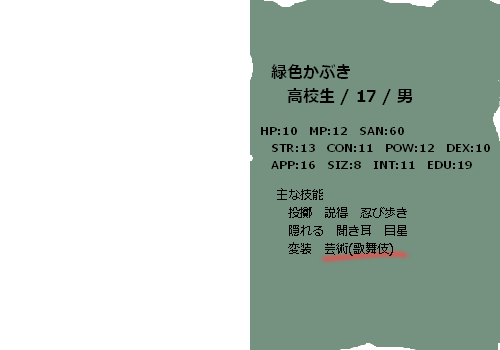 緑色かぶき
高校生 / 17 / 男
HP:10 MP:12 SAN:60
STR:13 CON:11 POW:12 DEX:10
APP:16 SIZ:8 INT:11 EDU:19
主な技能
投擲 説得 忍び歩き
隠れる 聞き耳 目星
変装 芸術(歌舞伎)